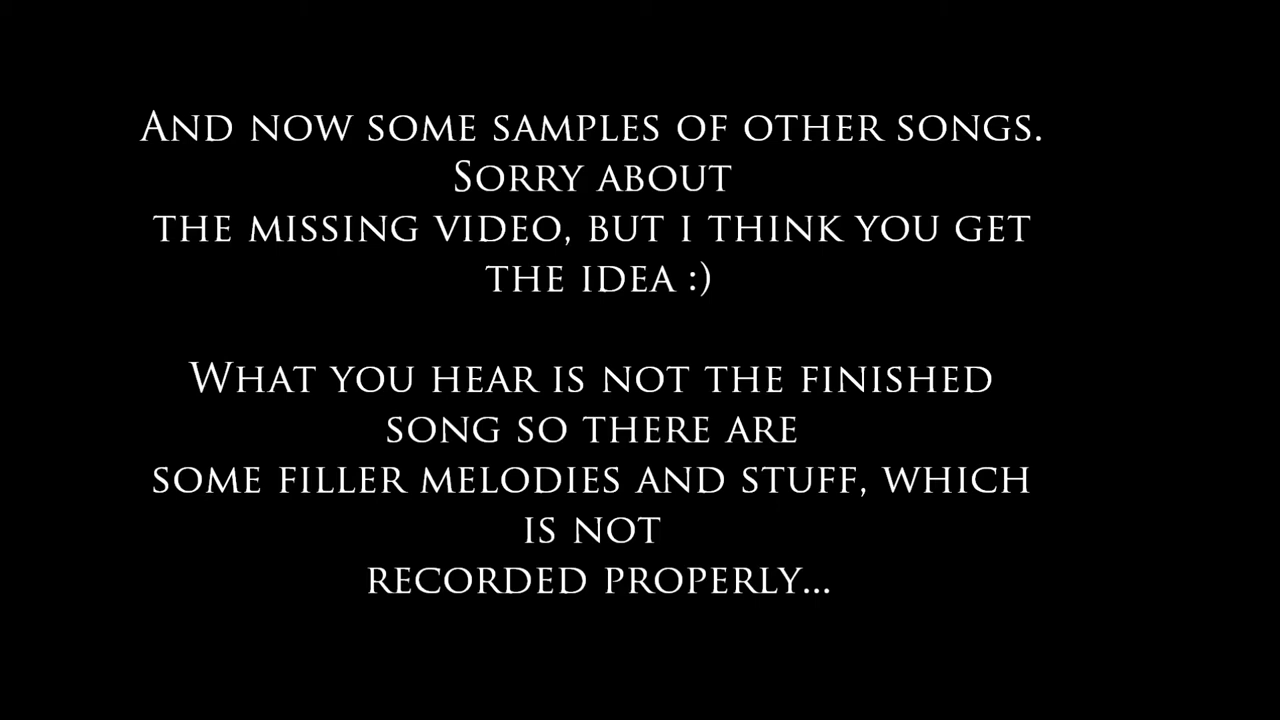 And now some samples of other songs.
Sorry about
the missing video, but i think you get
the idea :)
What you hear is not the finished
song so there are
some filler melodies and stuff, which
is not
recorded properly...